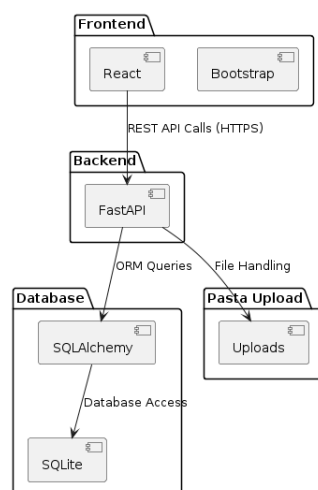 Frontend
React
Bootstrap
REST API Calls (HTTPS)
Backend
FastAPI
ORM Queries
File Handling
Database
Pasta Upload
SQLAlchemy
Uploads
Database Access
SQLite